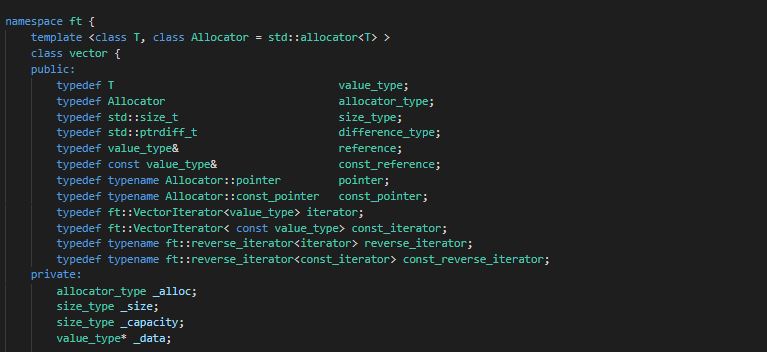 namespace ft {
template <class T, class Allocator = std::allocator<T> >
class vector {
public:
typedef T value_type;
typedef Allocator allocator_type;
typedef std::size_t size_type;
typedef std::ptrdiff_t difference_type;
typedef value_type& reference;
typedef const value_type& const_reference;
typedef typename Allocator::pointer pointer;
typedef typename Allocator::const_pointer const_pointer;
typedef ft::VectorIterator<value_type> iterator;
typedef ft::VectorIterator< const value_type> const_iterator;
typedef typename ft::reverse_iterator<iterator> reverse_iterator;
typedef typename ft::reverse_iterator<const_iterator> const_reverse_iterator;
private:
allocator_type _alloc;
size_type _size;
size_type _capacity;
value_type* _data;